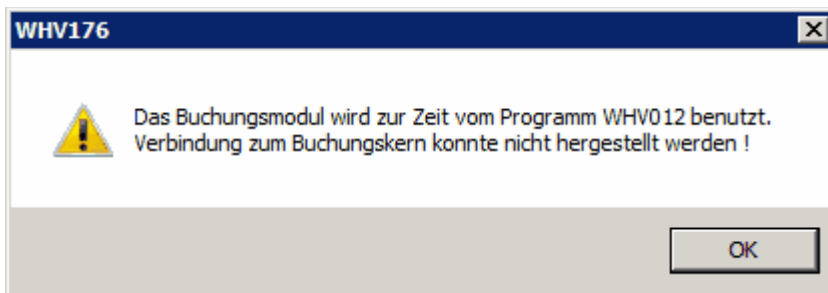 WHV176
Das Buchungsmodul wird zur Zeit vom Programm WHV012 benutzt.
Verbindung zum Buchungskern konnte nicht hergestellt werden !
OK